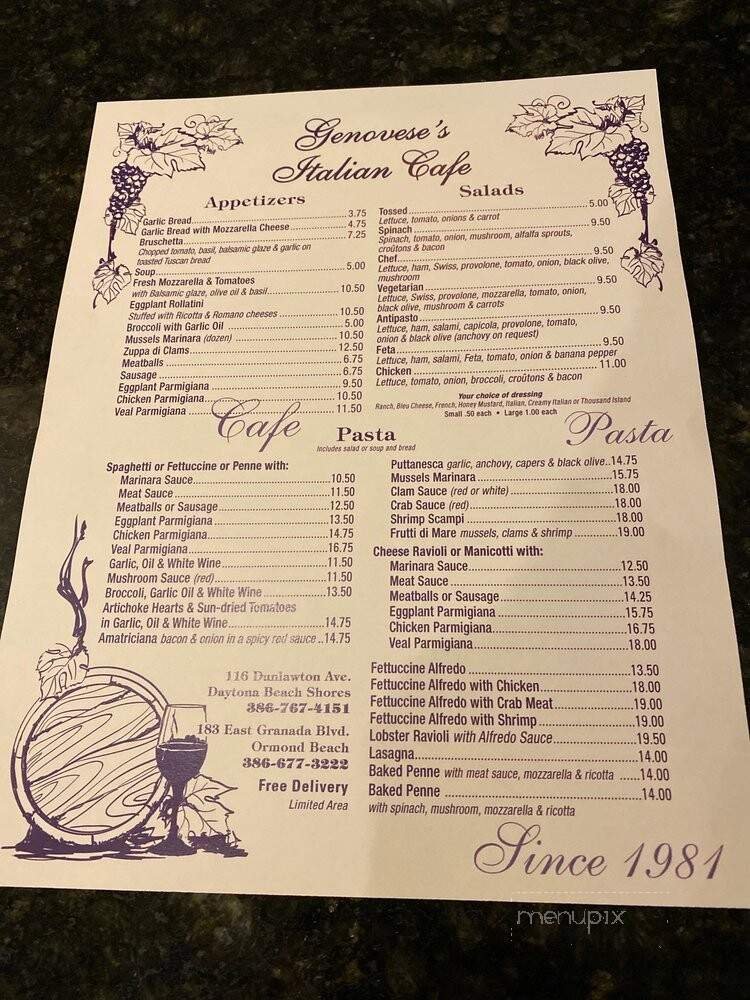 Genovese's
Italian Cafe
Appetizers
Garlic Bread 3.75
Garlic Bread with Mozzarella Cheese 4.75
Bruschetta 7.25
Chopped tomato, basil, balsamic glaze & garlic on
toasted Tuscan bread
Soup 5.00
Fresh Mozzarella & Tomatoes
with Balsamic glaze, olive oil & basil 10.50
Eggplant Rollatini
Stuffed with Ricotta & Romano cheeses 10.50
Broccoli with Garlic Oil 5.00
Mussels Marinara (dozen) 10.50
Zuppa di Clams 12.50
Meatballs 6.75
Sausage 6.75
Eggplant Parmigiana 9.50
Chicken Parmigiana 10.50
Veal Parmigiana 11.50
Salads
Tossed 5.00
Lettuce, tomato, onions & carrot
Spinach 9.50
Spinach, tomato, onion, mushroom, alfalfa sprouts,
croûtons & bacon
Chef 9.50
Lettuce, ham, Swiss, provolone, tomato, onion, black olive,
mushroom
Vegetarian 9.50
Lettuce, Swiss, provolone, mozzarella, tomato, onion,
black olive, mushroom & carrots
Antipasto 9.50
Lettuce, ham, salami, capicola, provolone, tomato,
onion & black olive (anchovy on request)
Feta 9.50
Lettuce, ham, salami, Feta, tomato, onion & banana pepper
Chicken 11.00
Lettuce, tomato, onion, broccoli, croûtons & bacon
Your choice of dressing
Ranch, Bleu Cheese, French, Honey Mustard, Italian, Creamy Italian or Thousand Island
Small .50 each • Large 1.00 each
Cafe
Pasta
Pasta
Includes salad or soup and bread
Spaghetti or Fettuccine or Penne with:
Marinara Sauce 10.50
Meat Sauce 11.50
Meatballs or Sausage 12.50
Eggplant Parmigiana 13.50
Chicken Parmigiana 14.75
Veal Parmigiana 16.75
Garlic, Oil & White Wine 11.50
Mushroom Sauce (red) 11.50
Broccoli, Garlic Oil & White Wine 13.50
Artichoke Hearts & Sun-dried Tomatoes
in Garlic, Oil & White Wine 14.75
Amatriciana bacon & onion in a spicy red sauce 14.75
Puttanesca garlic, anchovy, capers & black olive 14.75
Mussels Marinara 15.75
Clam Sauce (red or white) 18.00
Crab Sauce (red) 18.00
Shrimp Scampi 18.00
Frutti di Mare mussels, clams & shrimp 19.00
Cheese Ravioli or Manicotti with:
Marinara Sauce 12.50
Meat Sauce 13.50
Meatballs or Sausage 14.25
Eggplant Parmigiana 15.75
Chicken Parmigiana 16.75
Veal Parmigiana 18.00
Fettuccine Alfredo 13.50
Fettuccine Alfredo with Chicken 18.00
Fettuccine Alfredo with Crab Meat 19.00
Fettuccine Alfredo with Shrimp 19.00
Lobster Ravioli with Alfredo Sauce 19.50
Lasagna 14.00
Baked Penne with meat sauce, mozzarella & ricotta 14.00
Baked Penne 14.00
with spinach, mushroom, mozzarella & ricotta
116 Dunlawton Ave.
Daytona Beach Shores
386-767-4151
183 East Granada Blvd.
Ormond Beach
386-677-3222
Free Delivery
Limited Area
Since 1981
menupix